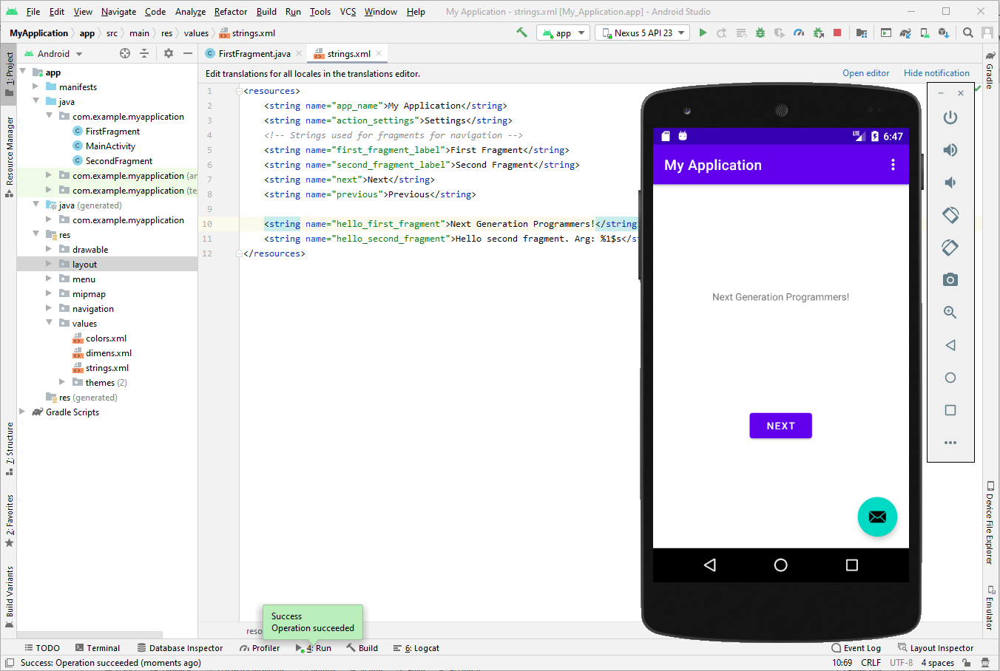 File Edit View Navigate Code Analyze Refactor Build Run Tools VCS Window Help My Application - strings.xml [My_Application.app] - Android Studio
MyApplication app src main res values strings.xml app Nexus 5 API 23
1: Project
Resource Manager
7: Structure
2: Favorites
Build Variants
Android
app
manifests
java
com.example.myapplication
FirstFragment
MainActivity
SecondFragment
com.example.myapplication (ar
com.example.myapplication (te
java (generated)
com.example.myapplication
res
drawable
layout
menu
mipmap
navigation
values
colors.xml
dimens.xml
strings.xml
themes (2)
res (generated)
Gradle Scripts
FirstFragment.java strings.xml
Edit translations for all locales in the translations editor. Open editor Hide notification
1 <resources>
2 <string name="app_name">My Application</string>
3 <string name="action_settings">Settings</string>
4 <!-- Strings used for fragments for navigation -->
5 <string name="first_fragment_label">First Fragment</string>
6 <string name="second_fragment_label">Second Fragment</string>
7 <string name="next">Next</string>
8 <string name="previous">Previous</string>
9
10 <string name="hello_first_fragment">Next Generation Programmers!</string
11 <string name="hello_second_fragment">Hello second fragment. Arg: %1$s</s
12 </resources>
LTE 6:47
My Application
Next Generation Programmers!
NEXT
Gradle
Device File Explorer
Emulator
reso
Success
Operation succeeded
TODO Terminal Database Inspector Profiler 4: Run Build 6: Logcat Event Log Layout Inspector
Success: Operation succeeded (moments ago) 10:69 CRLF UTF-8 4 spaces